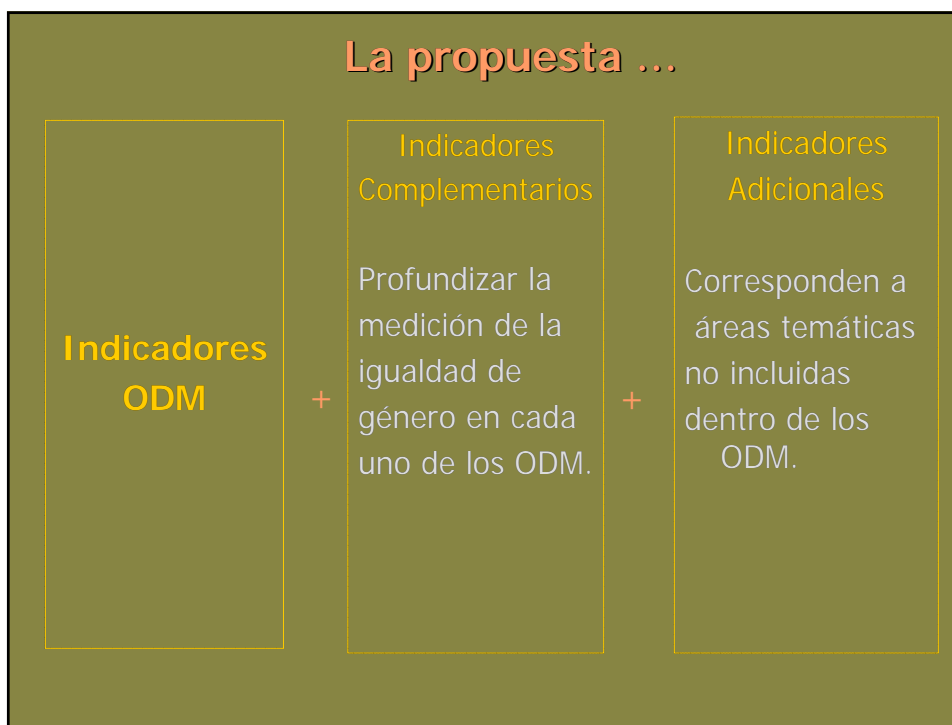 La propuesta ...
Indicadores
ODM
+
Indicadores
Complementarios
Profundizar la
medición de la
igualdad de
género en cada
uno de los ODM.
+
Indicadores
Adicionales
Corresponden a
áreas temáticas
no incluidas
dentro de los
ODM.